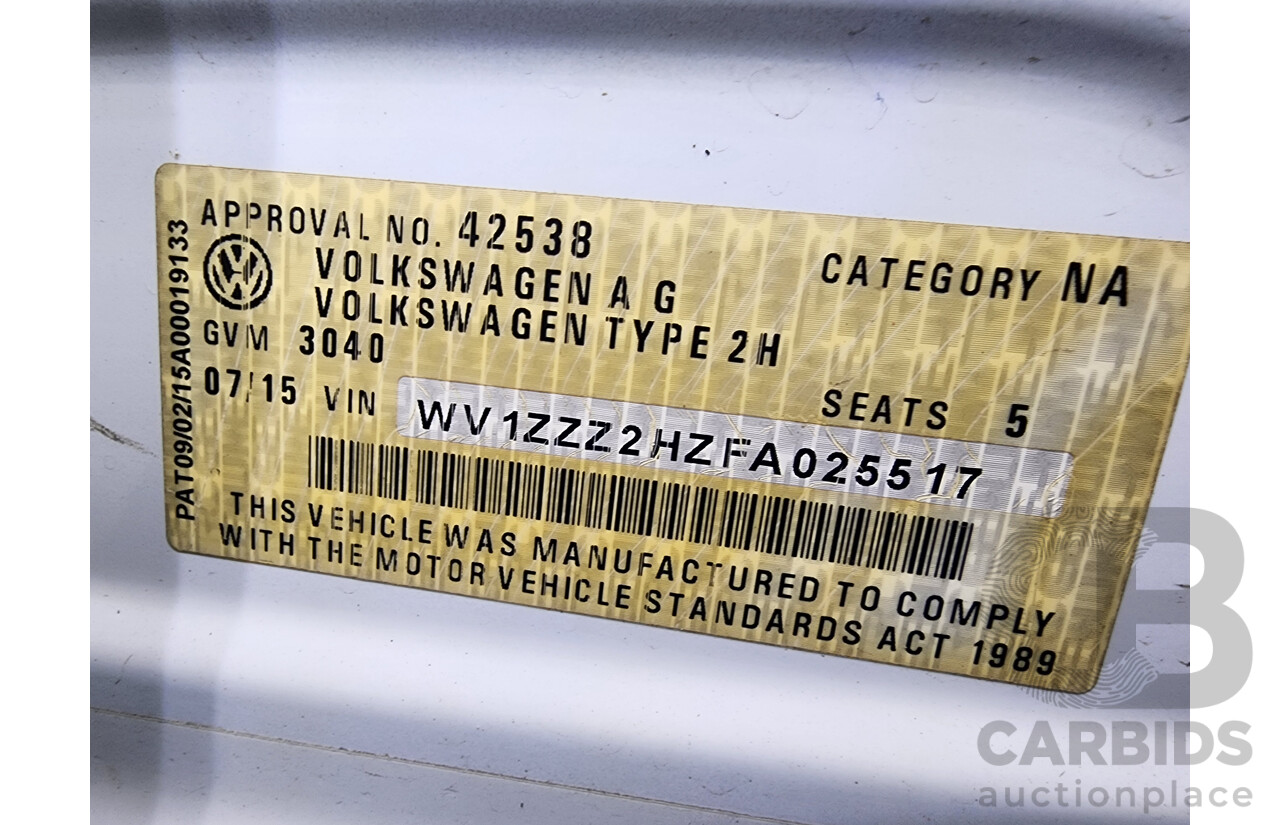 APPROVAL NO. 42538
CATEGORY NA
VOLKSWAGEN A G
VOLKSWAGEN TYPE 2H
GVM 3040
SEATS 5
07/15 VIN WV1ZZZ2HZFA025517
THIS VEHICLE WAS MANUFACTURED TO COMPLY
WITH THE MOTOR VEHICLE STANDARDS ACT 1989
PAT09/02/15A000019133
B
CARBIDS
auctionplace